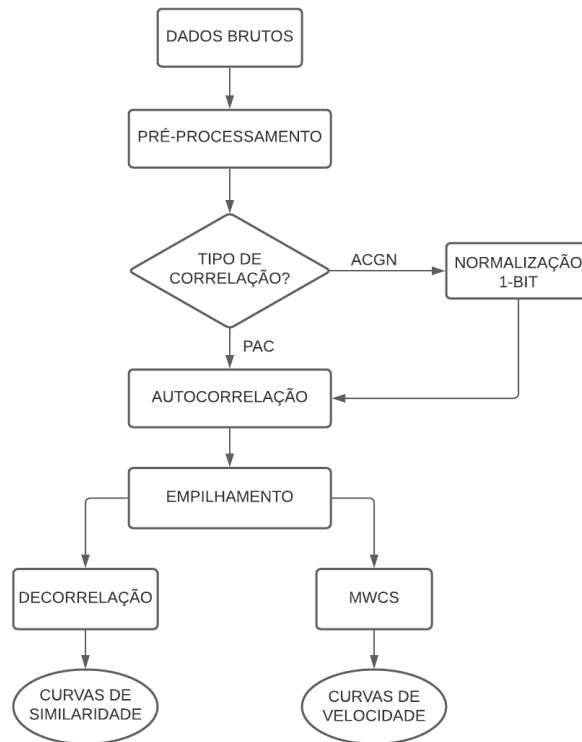 DADOS BRUTOS
PRÉ-PROCESSAMENTO
TIPO DE
CORRELAÇÃO?
ACGN
NORMALIZAÇÃO
1-BIT
PAC
AUTOCORRELAÇÃO
EMPILHAMENTO
DECORRELAÇÃO
MWCS
CURVAS DE
SIMILARIDADE
CURVAS DE
VELOCIDADE